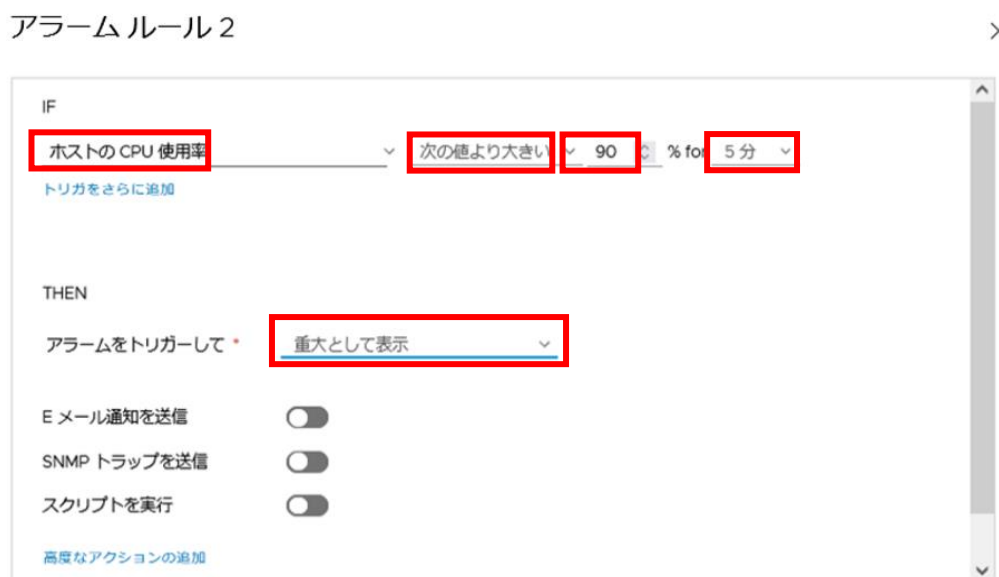 アラーム ルール 2
IF
ホストの CPU 使用率 次の値より大きい 90 % for 5 分
トリガをさらに追加
THEN
アラームをトリガーして * 重大として表示
E メール通知を送信
SNMP トラップを送信
スクリプトを実行
高度なアクションの追加